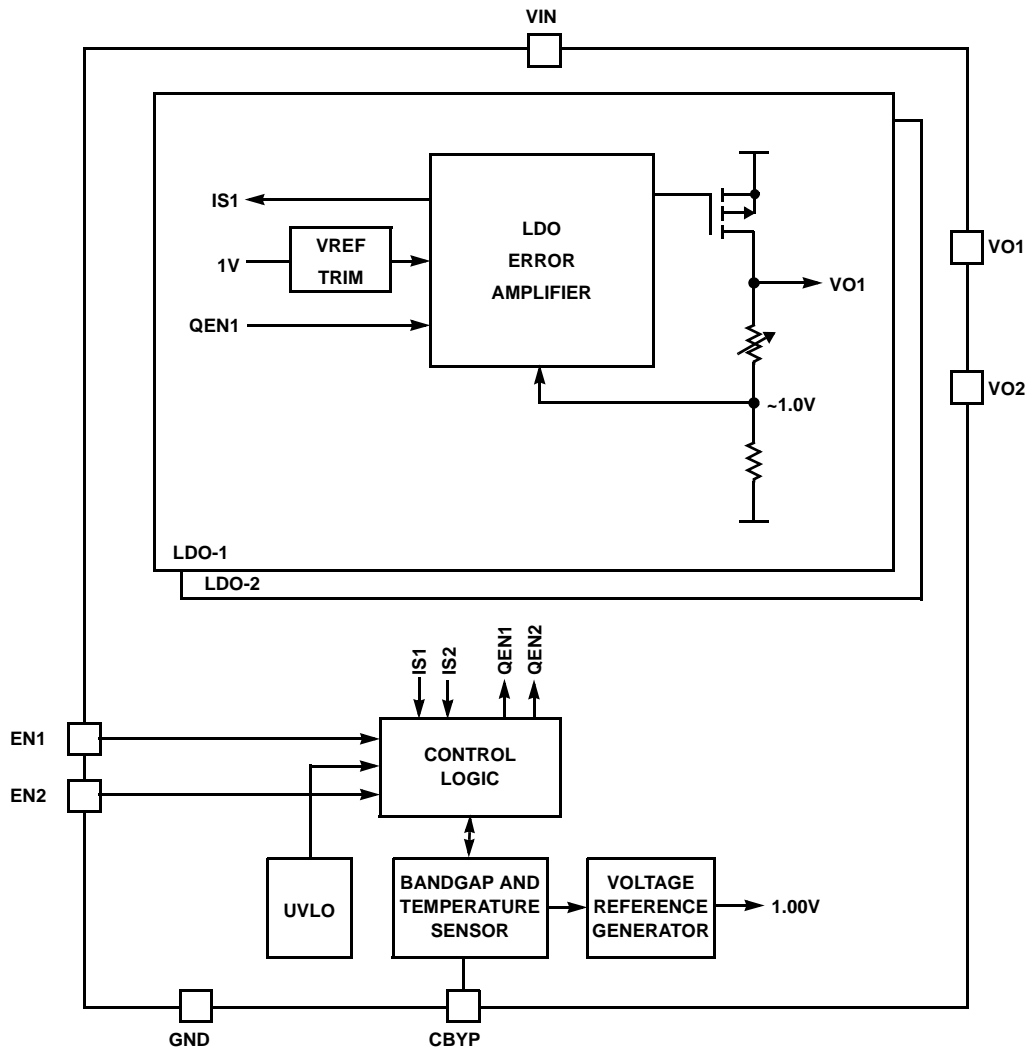 VIN
IS1
1V
VREF
TRIM
QEN1
LDO
ERROR
AMPLIFIER
VO1
~1.0V
LDO-1
LDO-2
VO1
VO2
IS1
IS2
QEN1
QEN2
EN1
EN2
CONTROL
LOGIC
UVLO
BANDGAP AND
TEMPERATURE
SENSOR
VOLTAGE
REFERENCE
GENERATOR
1.00V
GND
CBYP